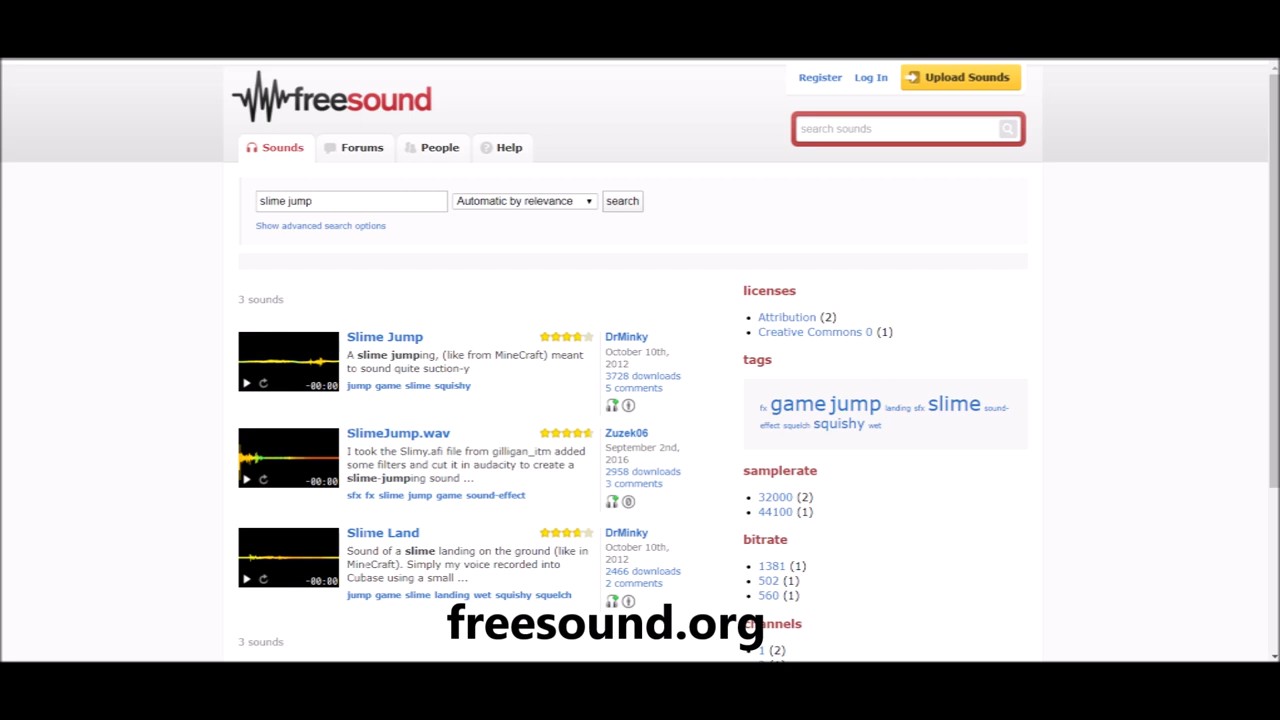 freesound
Register Log In Upload Sounds
search sounds
Sounds Forums People Help
slime jump Automatic by relevance search
Show advanced search options
3 sounds
Slime Jump
A slime jumping, (like from MineCraft) meant
to sound quite suction-y
jump game slime squishy
-00:00
DrMinky
October 10th,
2012
3728 downloads
5 comments
SlimeJump.wav
I took the Slimy.afi file from gilligan_itm added
some filters and cut it in audacity to create a
slime-jumping sound ...
sfx fx slime jump game sound-effect
-00:00
Zuzek06
September 2nd,
2016
2958 downloads
3 comments
Slime Land
Sound of a slime landing on the ground (like in
MineCraft). Simply my voice recorded into
Cubase using a small ...
jump game slime landing wet squishy squelch
-00:00
DrMinky
October 10th,
2012
2466 downloads
2 comments
3 sounds
licenses
Attribution (2)
Creative Commons 0 (1)
tags
fx game jump landing sfx slime sound-
effect squelch squishy wet
samplerate
32000 (2)
44100 (1)
bitrate
1381 (1)
502 (1)
560 (1)
channels
1 (2)
freesound.org